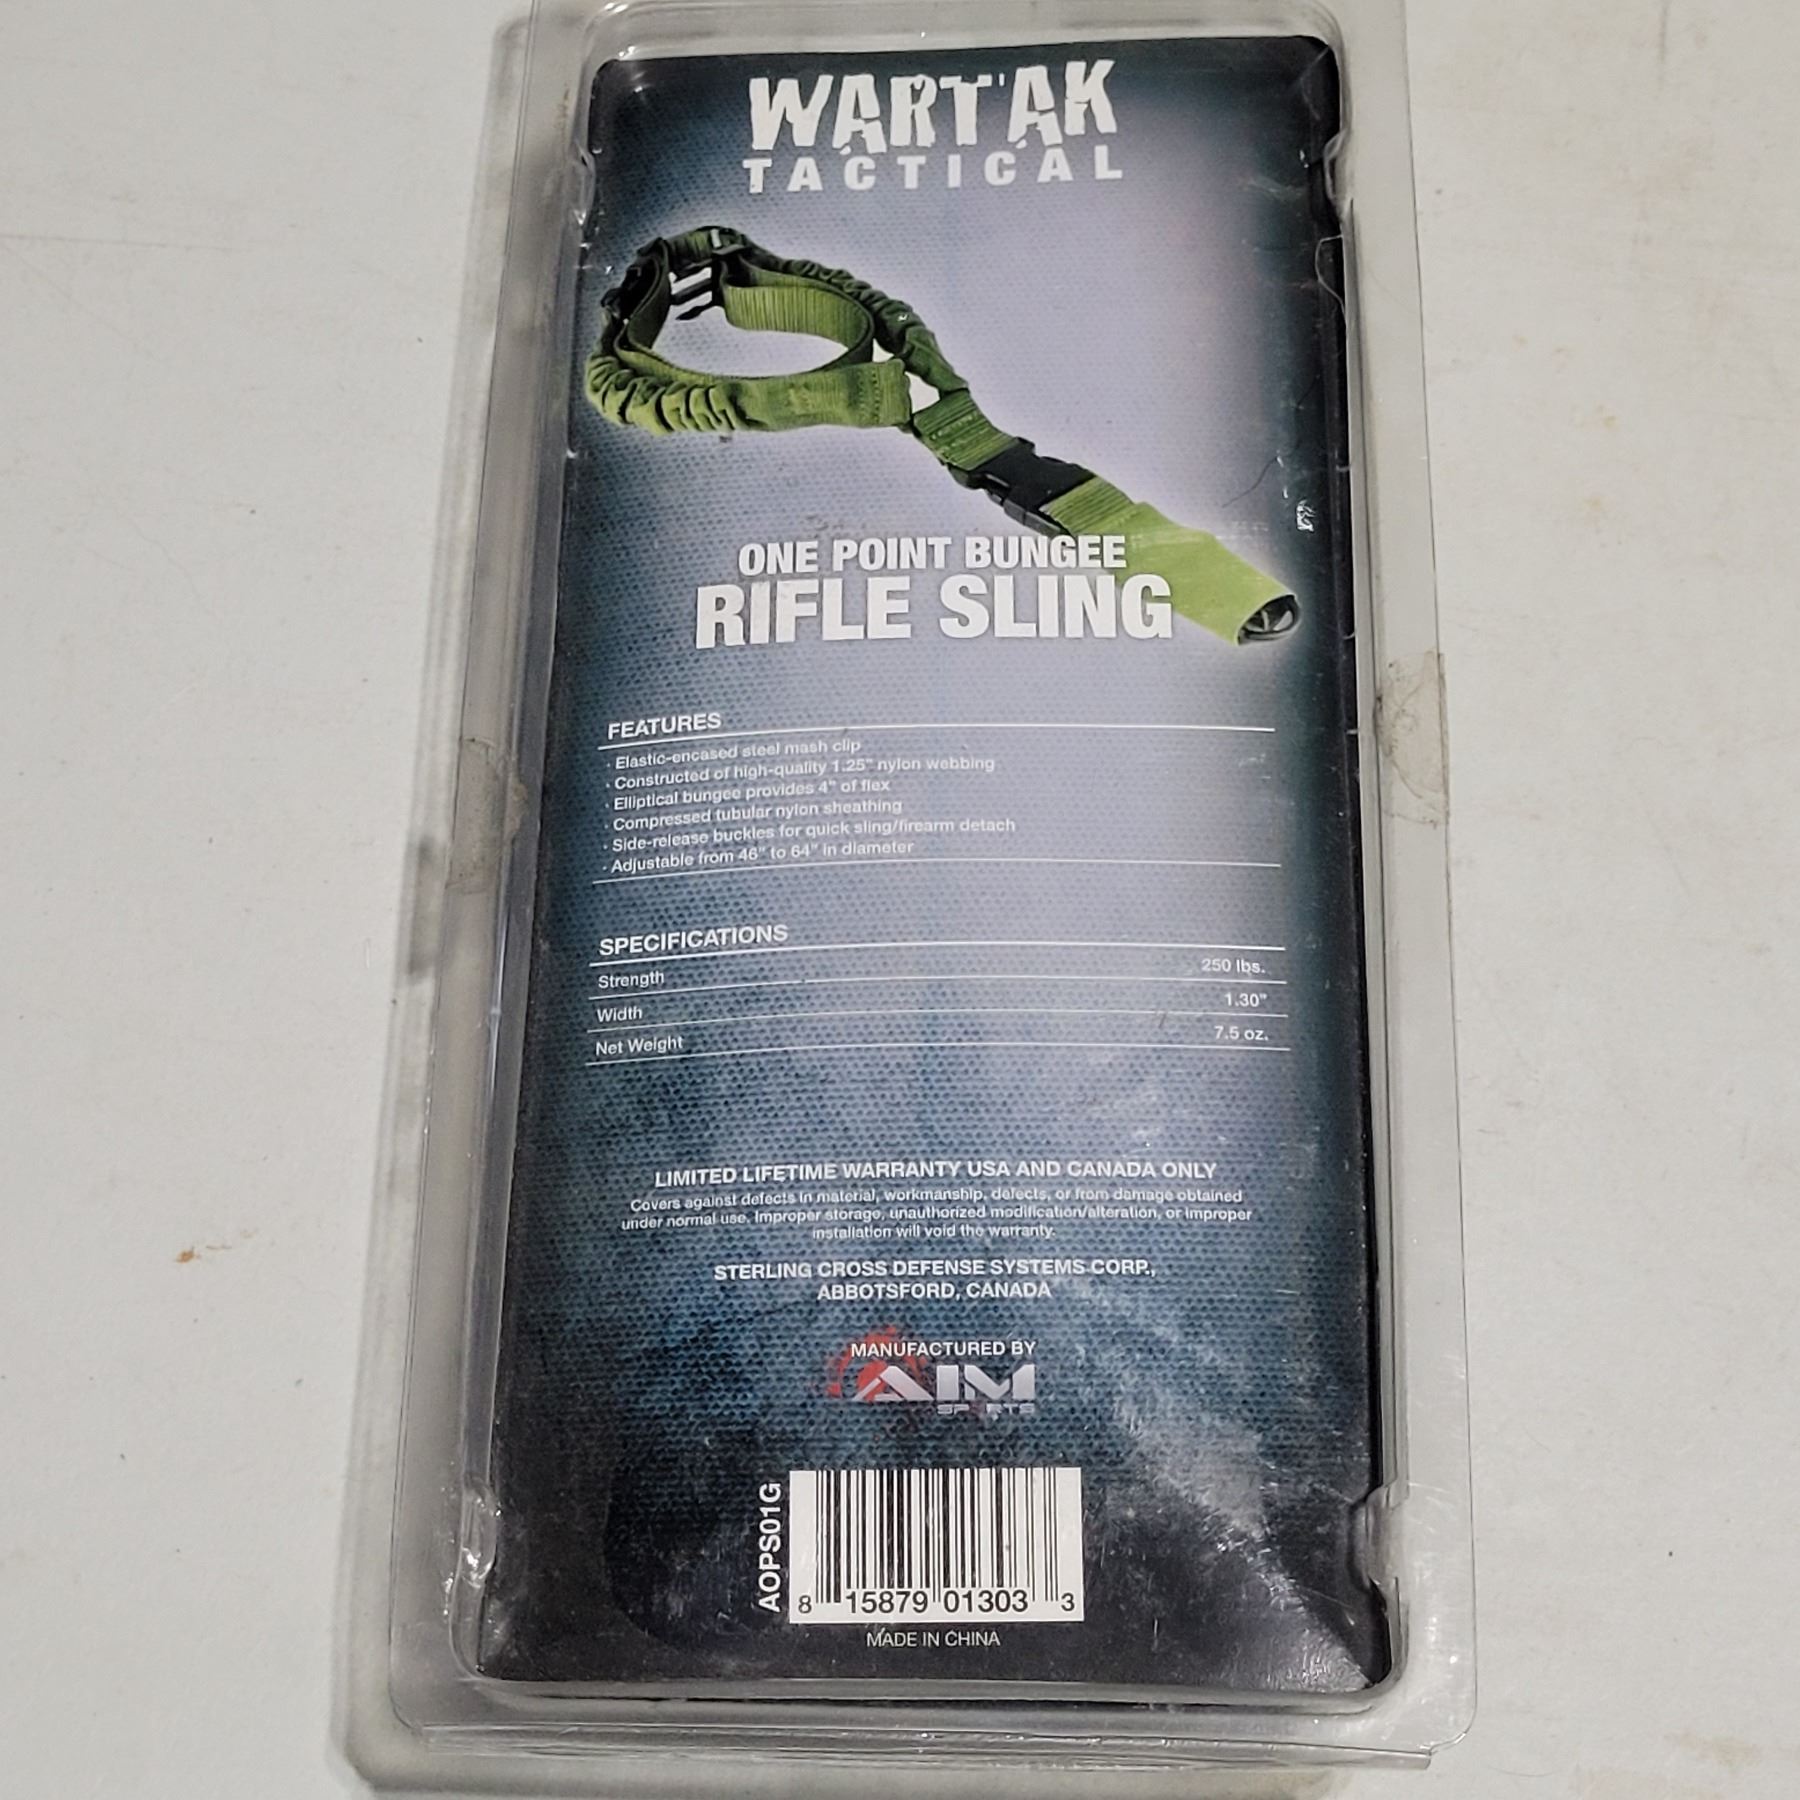 WARTAK
TACTICAL
ONE POINT BUNGEE
RIFLE SLING
FEATURES
· Elastic-encased steel mash clip
· Constructed of high-quality 1.25" nylon webbing
· Elliptical bungee provides 4" of flex
· Compressed tubular nylon sheathing
· Side-release buckles for quick sling/firearm detach
· Adjustable from 46" to 64" in diameter
SPECIFICATIONS
Strength 250 lbs.
Width 1.30"
Net Weight 7.5 oz.
LIMITED LIFETIME WARRANTY USA AND CANADA ONLY
Covers against defects in material, workmanship, defects, or from damage obtained
under normal use. Improper storage, unauthorized modification/alteration, or improper
installation will void the warranty.
STERLING CROSS DEFENSE SYSTEMS CORP.,
ABBOTSFORD, CANADA
MANUFACTURED BY
AIM
SPORTS
AOPS01G
8 15879 01303 3
MADE IN CHINA